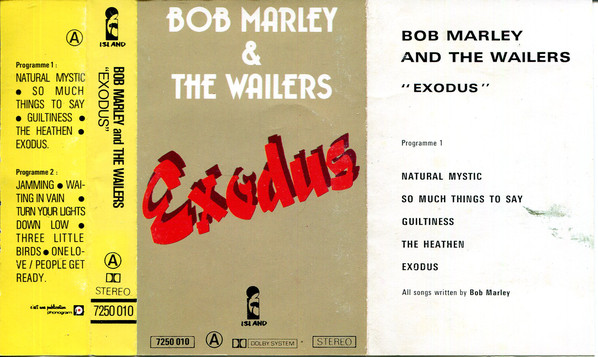 A
ISLAND
Programme 1 :
NATURAL MYSTIC
● SO MUCH
THINGS TO SAY
● GUILTINESS ●
THE HEATHEN ●
EXODUS.
Programme 2 :
JAMMING ● WAI-
TING IN VAIN ●
TURN YOUR LIGHTS
DOWN LOW ●
THREE LITTLE
BIRDS ● ONE LO-
VE / PEOPLE GET
READY.
c'est une publication
phonogram
BOB MARLEY and THE WAILERS
"EXODUS"
A
STEREO
7250 010
BOB MARLEY
&
THE WAILERS
Exodus
ISLAND
7250 010
A
DOLBY SYSTEM
STEREO
BOB MARLEY
AND THE WAILERS
"EXODUS"
Programme 1
NATURAL MYSTIC
SO MUCH THINGS TO SAY
GUILTINESS
THE HEATHEN
EXODUS
All songs written by Bob Marley